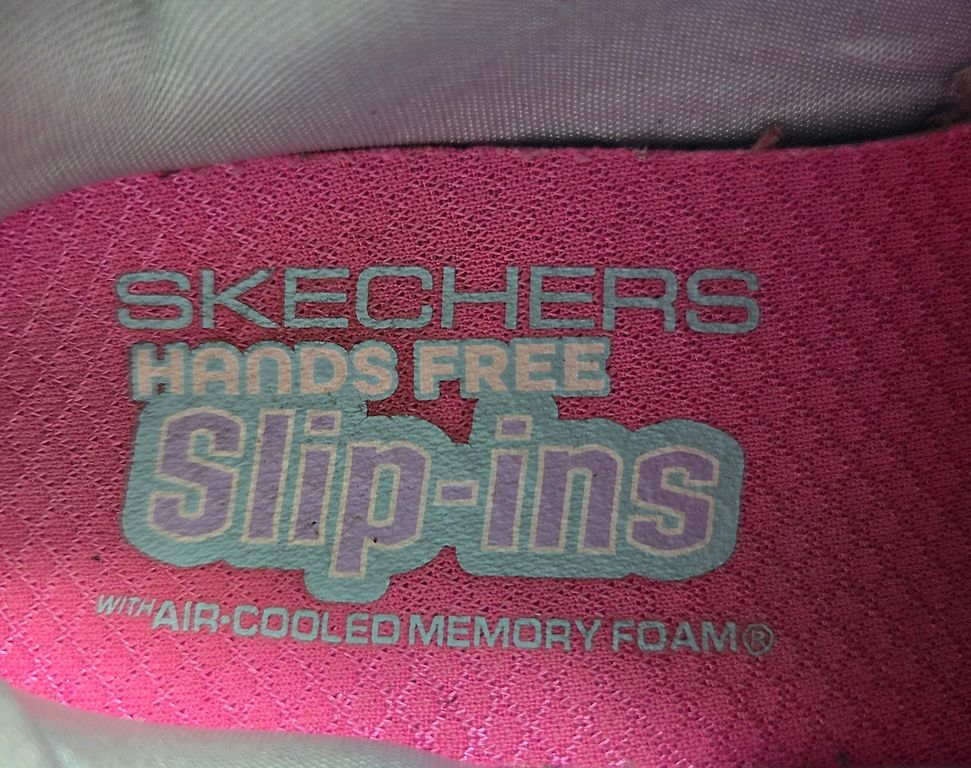 SKECHERS
HANDS FREE
Slip-ins
WITH AIR-COOLED MEMORY FOAM®